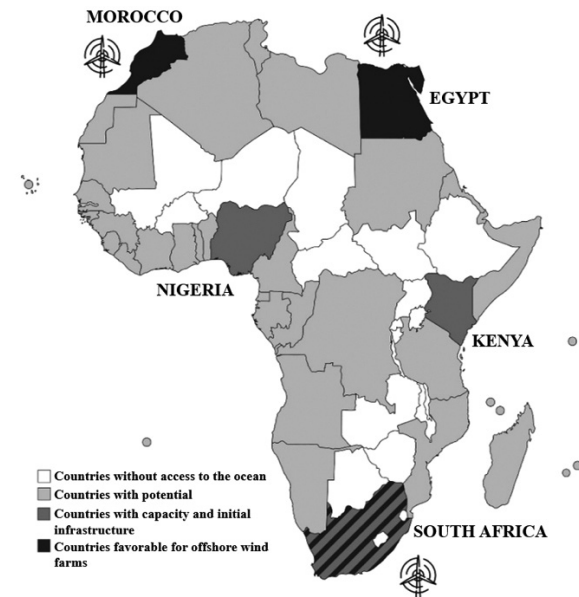 MOROCCO
EGYPT
NIGERIA
KENYA
Countries without access to the ocean
Countries with potential
Countries with capacity and initial
infrastructure
SOUTH AFRICA
Countries favorable for offshore wind
farms